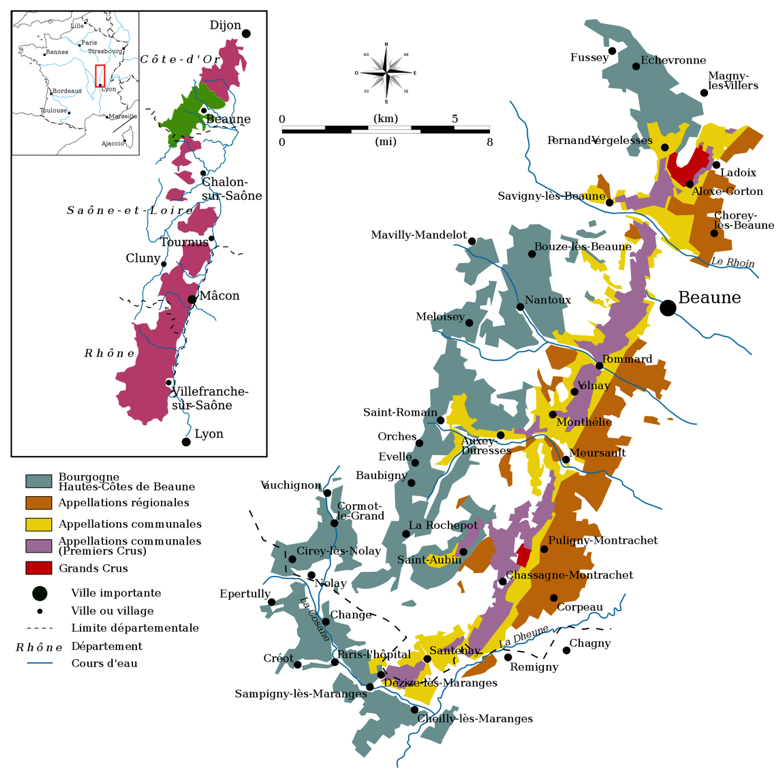 Lille
Paris
Strasbourg
Rennes
Lyon
Bordeaux
Toulouse
Marseille
Ajaccio
Dijon
Côte-d'Or
Beaune
Chalon-
sur-Saône
Saône-et-Loire
Tournus
Cluny
Mâcon
Rhône
Villefranche-
sur-Saône
Lyon
N
NO
NE
O
E
SO
SE
S
0 (km) 5
0 (mi) 8
Fussey
Echevronne
Magny-
lès-Villers
Pernand-Vergelesses
Ladoix
Aloxe-Corton
Savigny-lès-Beaune
Chorey-
lès-Beaune
Le Rhoin
Mavilly-Mandelot
Bouze-lès-Beaune
Beaune
Nantoux
Meloisey
Pommard
Volnay
Saint-Romain
Monthélie
Orches
Auxey-
Duresses
Evelle
Meursault
Baubigny
Vauchignon
Cormot-
le-Grand
La Rochepot
Puligny-Montrachet
Cirey-lès-Nolay
Saint-Aubin
Nolay
Chassagne-Montrachet
Epertully
La Cosane
Change
Corpeau
La Dheune
Chagny
Créot
Paris-l'hôpital
Santenay
Remigny
Dezize-lès-Maranges
Sampigny-lès-Maranges
Cheilly-lès-Maranges
Bourgogne
Hautes-Côtes de Beaune
Appellations régionales
Appellations communales
Appellations communales
(Premiers Crus)
Grands Crus
Ville importante
Ville ou village
Limite départementale
Rhône Département
Cours d'eau